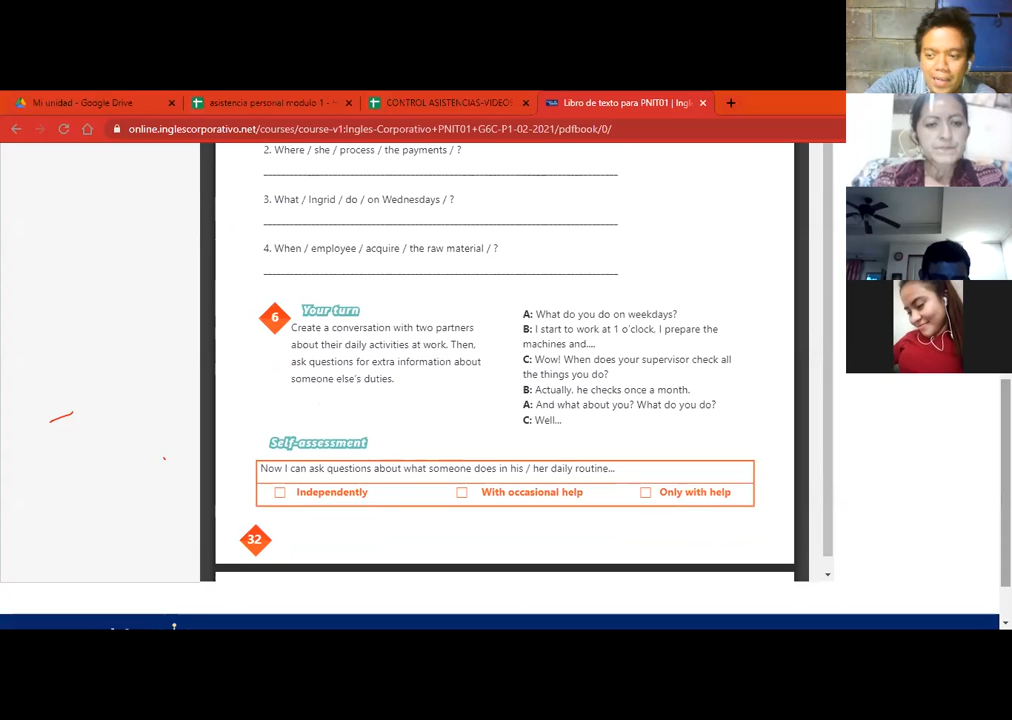 Mi unidad - Google Drive
asistencia personal modulo 1 -
CONTROL ASISTENCIAS-VIDEOS
Libro de texto para PNIT01 | Ingl
online.inglescorporativo.net/courses/course-v1:Ingles-Corporativo+PNIT01+G6C-P1-02-2021/pdfbook/0/
2. Where / she / process / the payments / ?
3. What / Ingrid / do / on Wednesdays / ?
4. When / employee / acquire / the raw material / ?
6
Your turn
Create a conversation with two partners
about their daily activities at work. Then,
ask questions for extra information about
someone else's duties.
A: What do you do on weekdays?
B: I start to work at 1 o'clock. I prepare the
machines and....
C: Wow! When does your supervisor check all
the things you do?
B: Actually, he checks once a month.
A: And what about you? What do you do?
C: Well...
Self-assessment
Now I can ask questions about what someone does in his / her daily routine...
Independently
With occasional help
Only with help
32